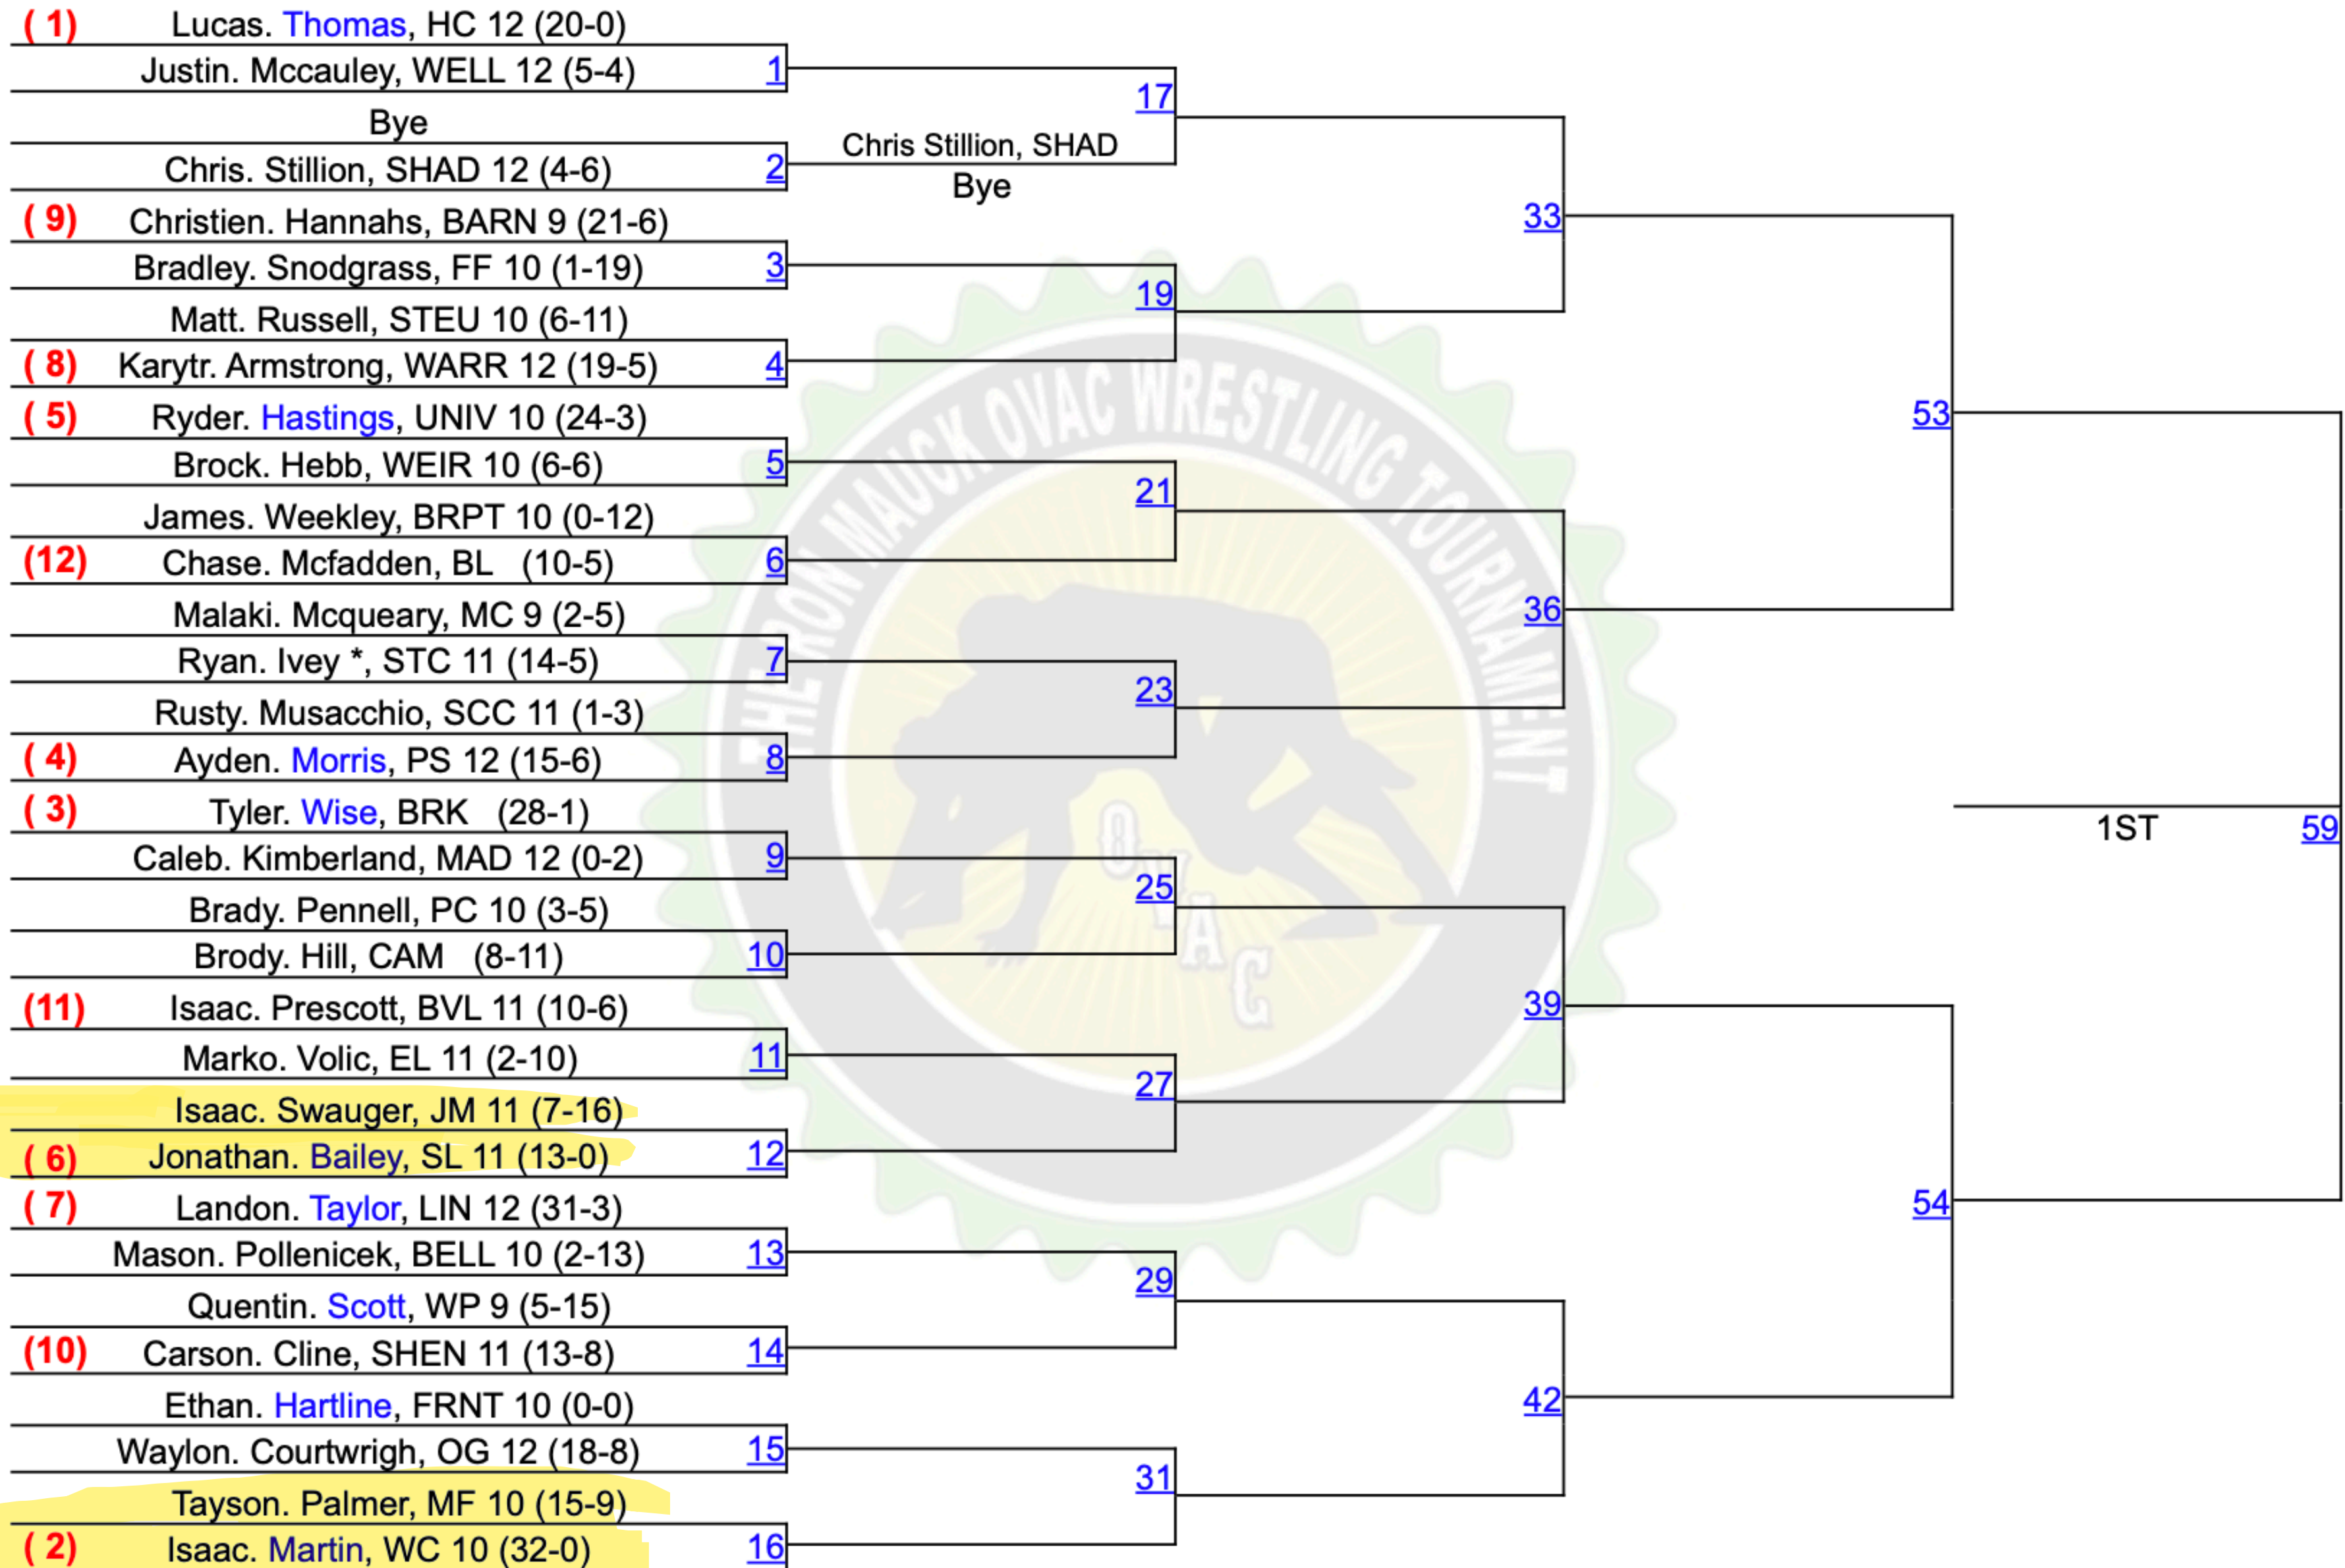 ( 1) Lucas. Thomas, HC 12 (20-0)
Justin. Mccauley, WELL 12 (5-4) 1
17
Bye
Chris Stillion, SHAD
Chris. Stillion, SHAD 12 (4-6) 2
Bye
( 9) Christien. Hannahs, BARN 9 (21-6)
33
Bradley. Snodgrass, FF 10 (1-19) 3
19
Matt. Russell, STEU 10 (6-11)
( 8) Karytr. Armstrong, WARR 12 (19-5) 4
( 5) Ryder. Hastings, UNIV 10 (24-3)
53
Brock. Hebb, WEIR 10 (6-6) 5
21
James. Weekley, BRPT 10 (0-12)
(12) Chase. Mcfadden, BL (10-5) 6
Malaki. Mcqueary, MC 9 (2-5)
36
Ryan. Ivey *, STC 11 (14-5) 7
23
Rusty. Musacchio, SCC 11 (1-3)
( 4) Ayden. Morris, PS 12 (15-6) 8
( 3) Tyler. Wise, BRK (28-1)
1ST 59
Caleb. Kimberland, MAD 12 (0-2) 9
25
Brady. Pennell, PC 10 (3-5)
Brody. Hill, CAM (8-11) 10
(11) Isaac. Prescott, BVL 11 (10-6)
39
Marko. Volic, EL 11 (2-10) 11
27
Isaac. Swauger, JM 11 (7-16)
( 6) Jonathan. Bailey, SL 11 (13-0) 12
( 7) Landon. Taylor, LIN 12 (31-3)
54
Mason. Pollenicek, BELL 10 (2-13) 13
29
Quentin. Scott, WP 9 (5-15)
(10) Carson. Cline, SHEN 11 (13-8) 14
Ethan. Hartline, FRNT 10 (0-0)
42
Waylon. Courtwrigh, OG 12 (18-8) 15
31
Tayson. Palmer, MF 10 (15-9)
( 2) Isaac. Martin, WC 10 (32-0) 16
THE RON MAUCK OVAC WRESTLING TOURNAMENT
OVAC